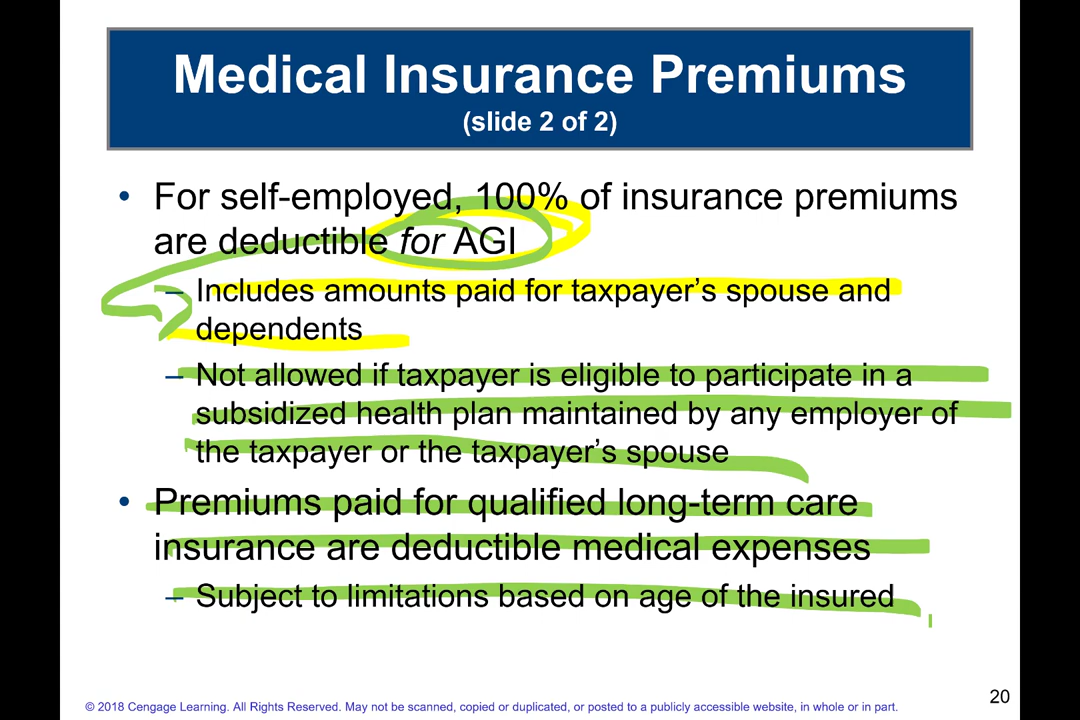 Medical Insurance Premiums
(slide 2 of 2)
• For self-employed, 100% of insurance premiums
are deductible for AGI
– Includes amounts paid for taxpayer's spouse and
dependents
– Not allowed if taxpayer is eligible to participate in a
subsidized health plan maintained by any employer of
the taxpayer or the taxpayer's spouse
• Premiums paid for qualified long-term care
insurance are deductible medical expenses
– Subject to limitations based on age of the insured
20
© 2018 Cengage Learning. All Rights Reserved. May not be scanned, copied or duplicated, or posted to a publicly accessible website, in whole or in part.